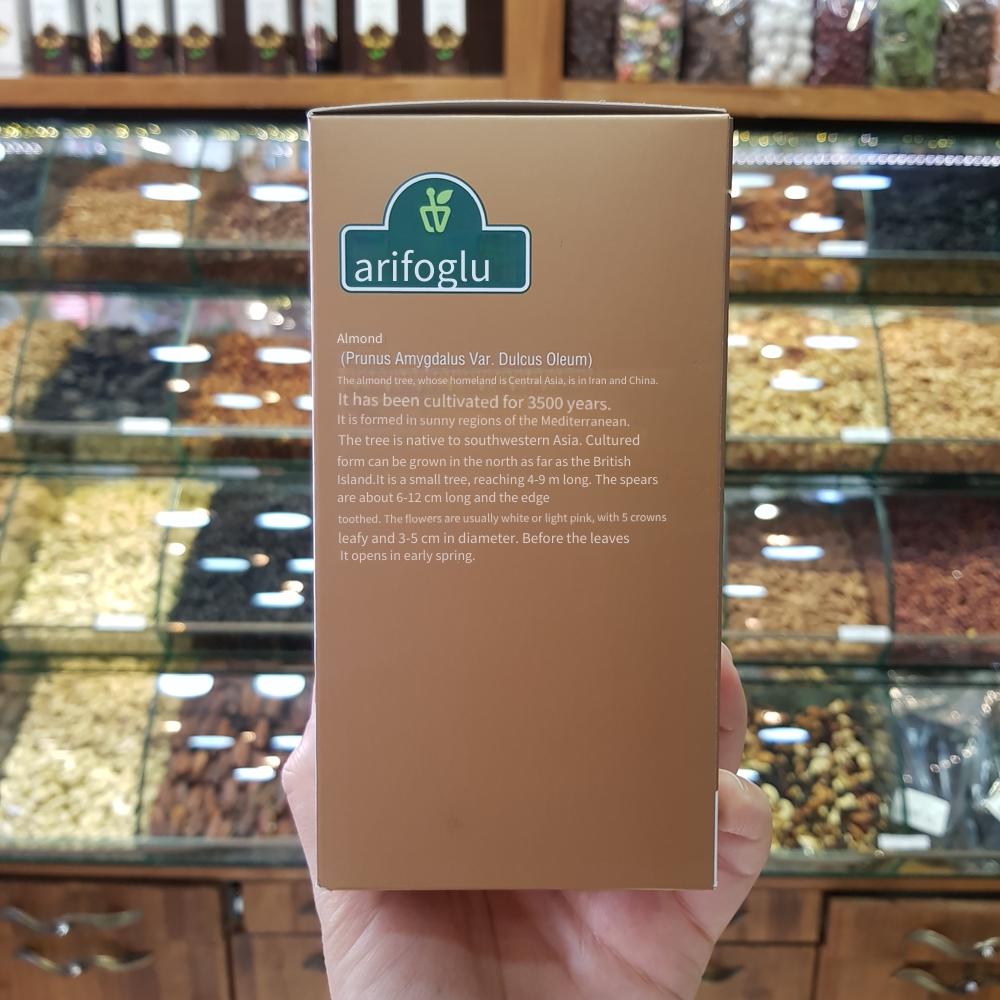 arifoglu
Almond
(Prunus Amygdalus Var. Dulcus Oleum)
The almond tree, whose homeland is Central Asia, is in Iran and China.
It has been cultivated for 3500 years.
It is formed in sunny regions of the Mediterranean.
The tree is native to southwestern Asia. Cultured
form can be grown in the north as far as the British
Island.It is a small tree, reaching 4-9 m long. The spears
are about 6-12 cm long and the edge
toothed. The flowers are usually white or light pink, with 5 crowns
leafy and 3-5 cm in diameter. Before the leaves
It opens in early spring.